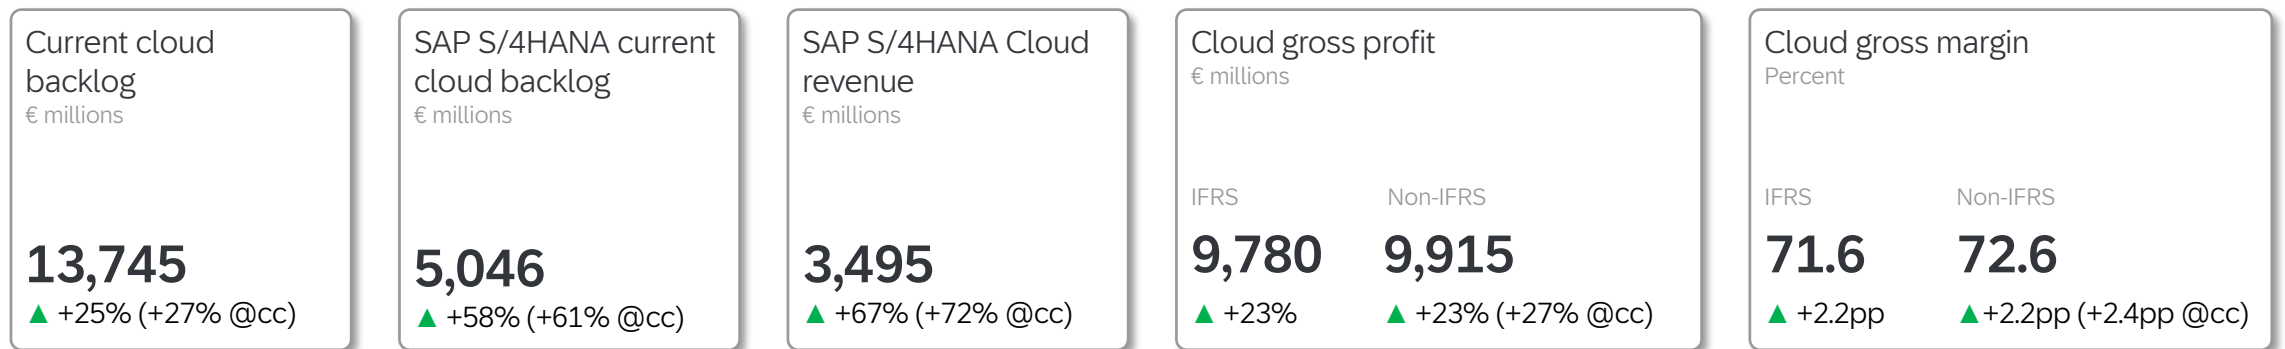 Current cloud
backlog
€ millions
13,745
▲ +25% (+27% @cc)
SAP S/4HANA current
cloud backlog
€ millions
5,046
▲ +58% (+61% @cc)
SAP S/4HANA Cloud
revenue
€ millions
3,495
▲ +67% (+72% @cc)
Cloud gross profit
€ millions
IFRS Non-IFRS
9,780 9,915
▲ +23% ▲ +23% (+27% @cc)
Cloud gross margin
Percent
IFRS Non-IFRS
71.6 72.6
▲ +2.2pp ▲+2.2pp (+2.4pp @cc)